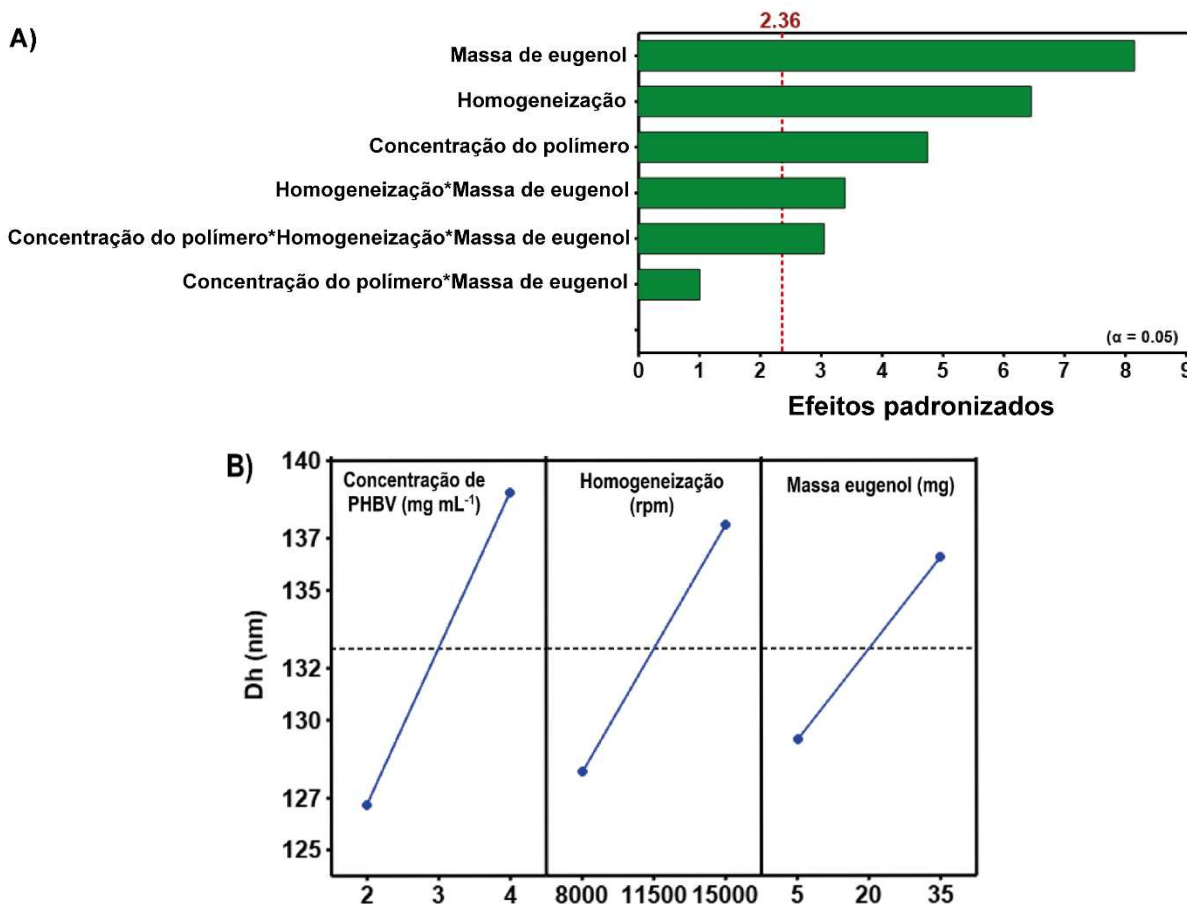 A)
2.36
Massa de eugenol
Homogeneização
Concentração do polímero
Homogeneização*Massa de eugenol
Concentração do polímero*Homogeneização*Massa de eugenol
Concentração do polímero*Massa de eugenol
(α = 0.05)
0 1 2 3 4 5 6 7 8 9
Efeitos padronizados
B)
Concentração de
PHBV (mg mL⁻¹)
Homogeneização
(rpm)
Massa eugenol (mg)
140
137
135
132
130
127
125
Dh (nm)
2 3 4 8000 11500 15000 5 20 35